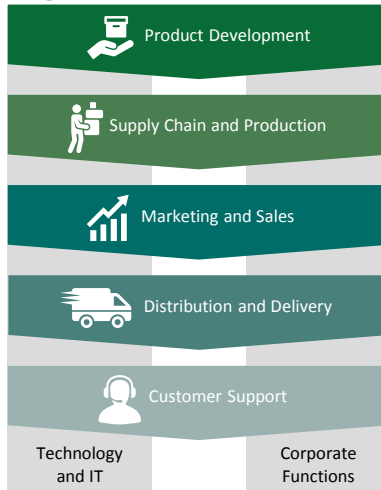 Product Development
Supply Chain and Production
Marketing and Sales
Distribution and Delivery
Customer Support
Technology
and IT
Corporate
Functions